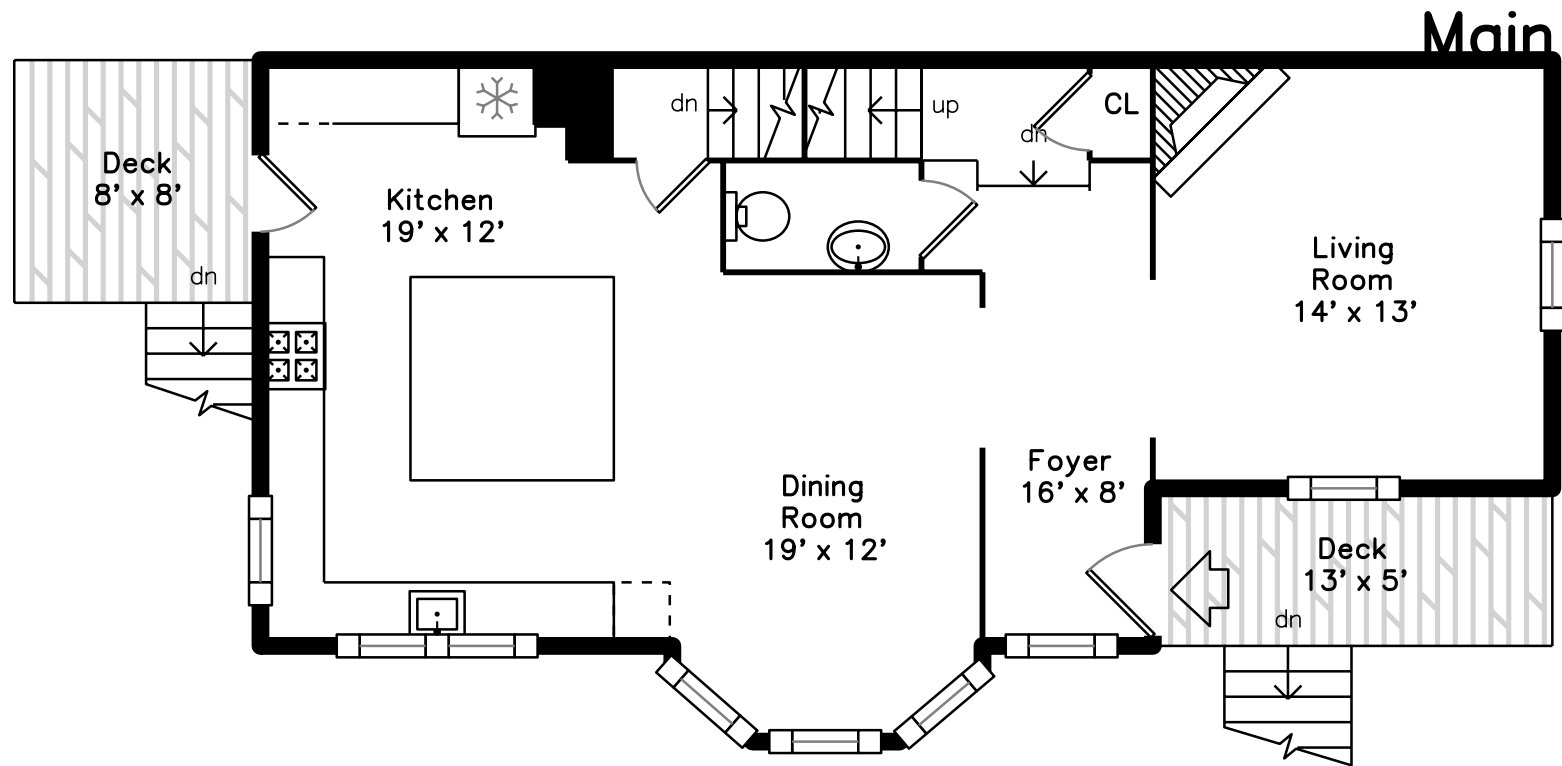 Main
dn
up
CL
dn
Deck
8' x 8'
Kitchen
19' x 12'
Living
Room
14' x 13'
dn
Foyer
16' x 8'
Dining
Room
19' x 12'
Deck
13' x 5'
dn